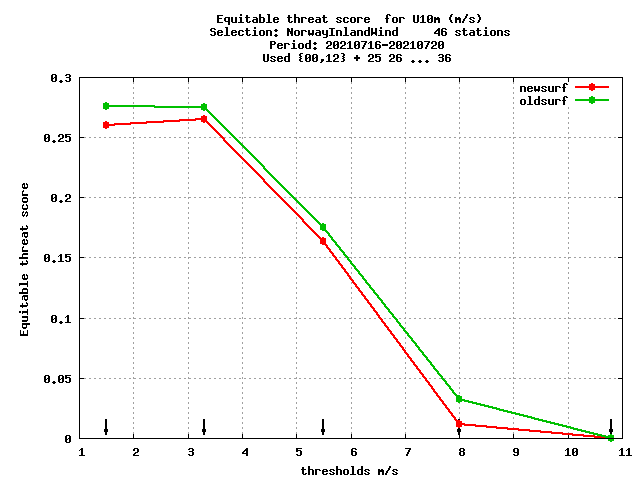 Equitable threat score  for U10m (m/s)
Selection: NorwayInlandWind     46 stations
Period: 20210716-20210720
Used {00,12} + 25 26 ... 36
newsurf
oldsurf
Equitable threat score
0.3
0.25
0.2
0.15
0.1
0.05
0
1 2 3 4 5 6 7 8 9 10 11
thresholds m/s